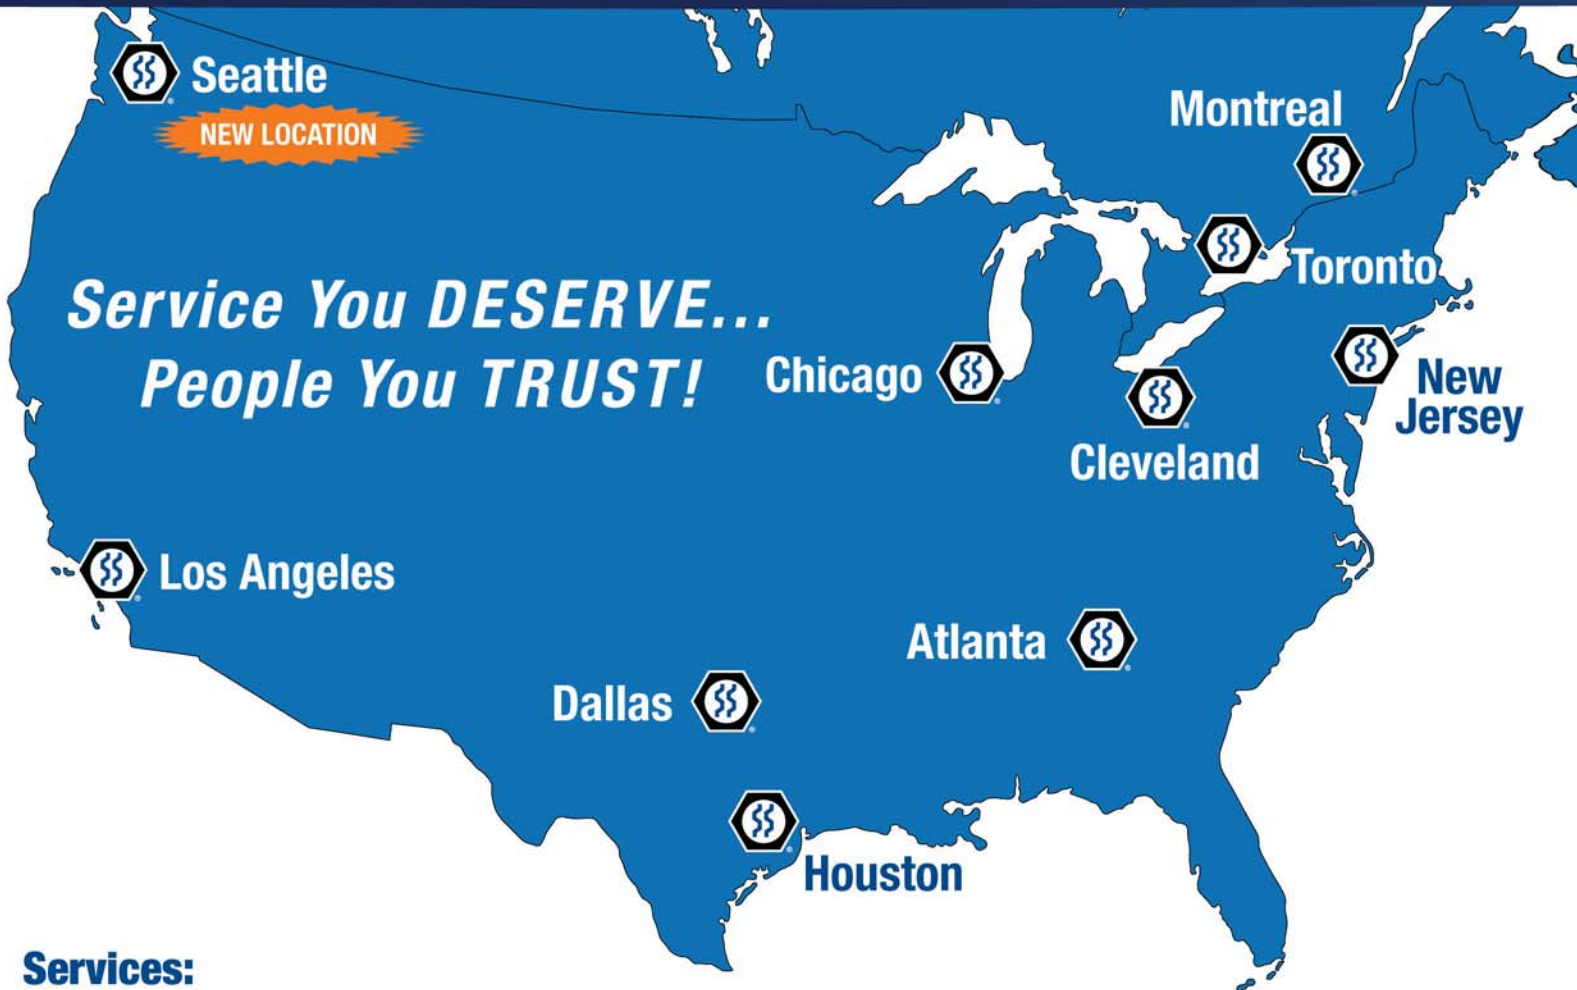 Seattle
NEW LOCATION
Montreal
Toronto
Service You DESERVE...
People You TRUST!
Chicago
New
Jersey
Cleveland
Los Angeles
Atlanta
Dallas
Houston
Services: